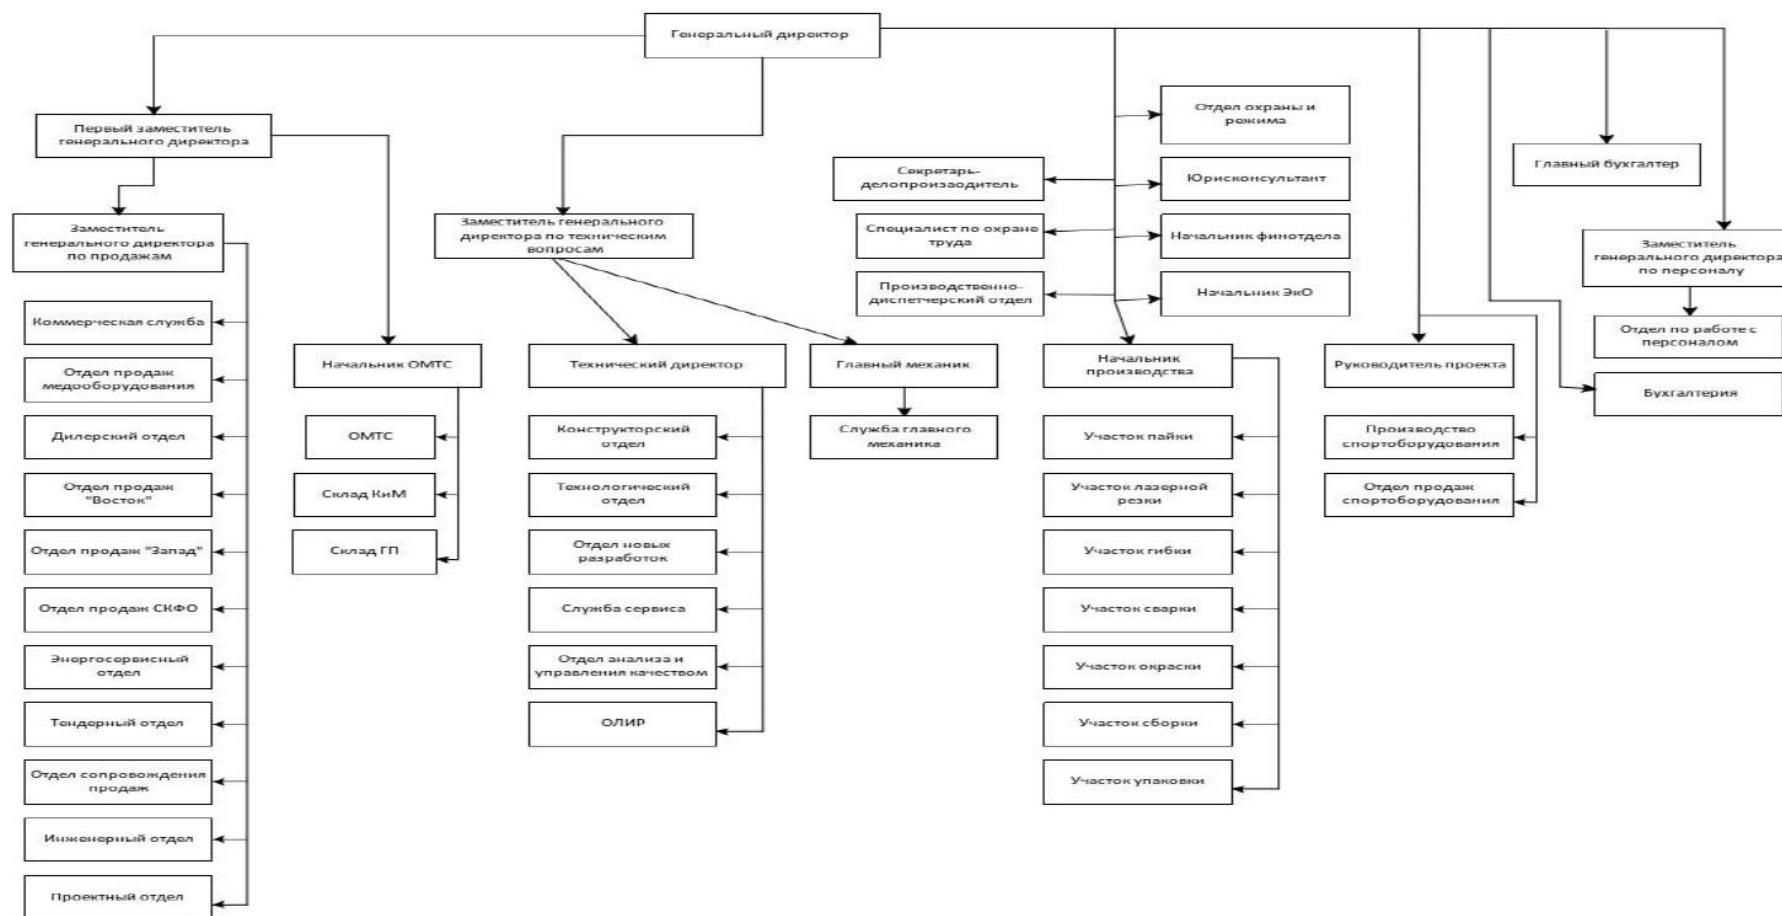 Генеральный директор
Первый заместитель
генерального директора
Заместитель
генерального директора
по продажам
Коммерческая служба
Отдел продаж
медооборудования
Дилерский отдел
Отдел продаж
"Восток"
Отдел продаж "Запад"
Отдел продаж СКФО
Энергосервисный
отдел
Тендерный отдел
Отдел сопровождения
продаж
Инженерный отдел
Проектный отдел
Начальник ОМТС
ОМТС
Склад КиМ
Склад ГП
Заместитель генерального
директора по техническим
вопросам
Технический директор
Конструкторский
отдел
Технологический
отдел
Отдел новых
разработок
Служба сервиса
Отдел анализа и
управления качеством
ОЛИР
Главный механик
Служба главного
механика
Секретарь-
делопроизаодитель
Специалист по охране
труда
Производственно-
диспетчерский отдел
Отдел охраны и
режима
Юрисконсультант
Начальник финотдела
Начальник ЭкО
Начальник
производства
Участок пайки
Участок лазерной
резки
Участок гибки
Участок сварки
Участок окраски
Участок сборки
Участок упаковки
Руководитель проекта
Производство
спортоборудования
Отдел продаж
спортоборудования
Главный бухгалтер
Заместитель
генерального директора
по персоналу
Отдел по работе с
персоналом
Бухгалтерия